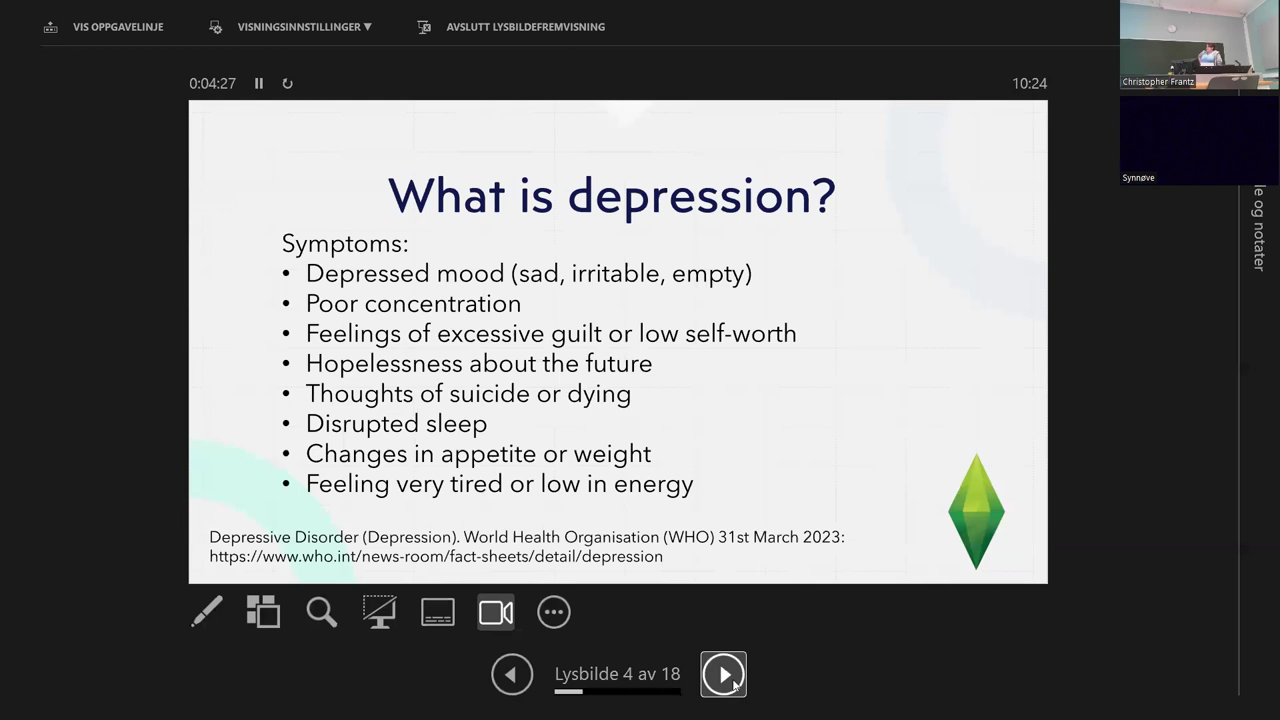 VIS OPPGAVELINJE
VISNINGSINNSTILLINGER ▼
AVSLUTT LYSBILDEFREMVISNING
Christopher Frantz
Synnøve
0:04:27
10:24
What is depression?
Symptoms:
• Depressed mood (sad, irritable, empty)
• Poor concentration
• Feelings of excessive guilt or low self-worth
• Hopelessness about the future
• Thoughts of suicide or dying
• Disrupted sleep
• Changes in appetite or weight
• Feeling very tired or low in energy
Depressive Disorder (Depression). World Health Organisation (WHO) 31st March 2023:
https://www.who.int/news-room/fact-sheets/detail/depression
og notater
Lysbilde 4 av 18